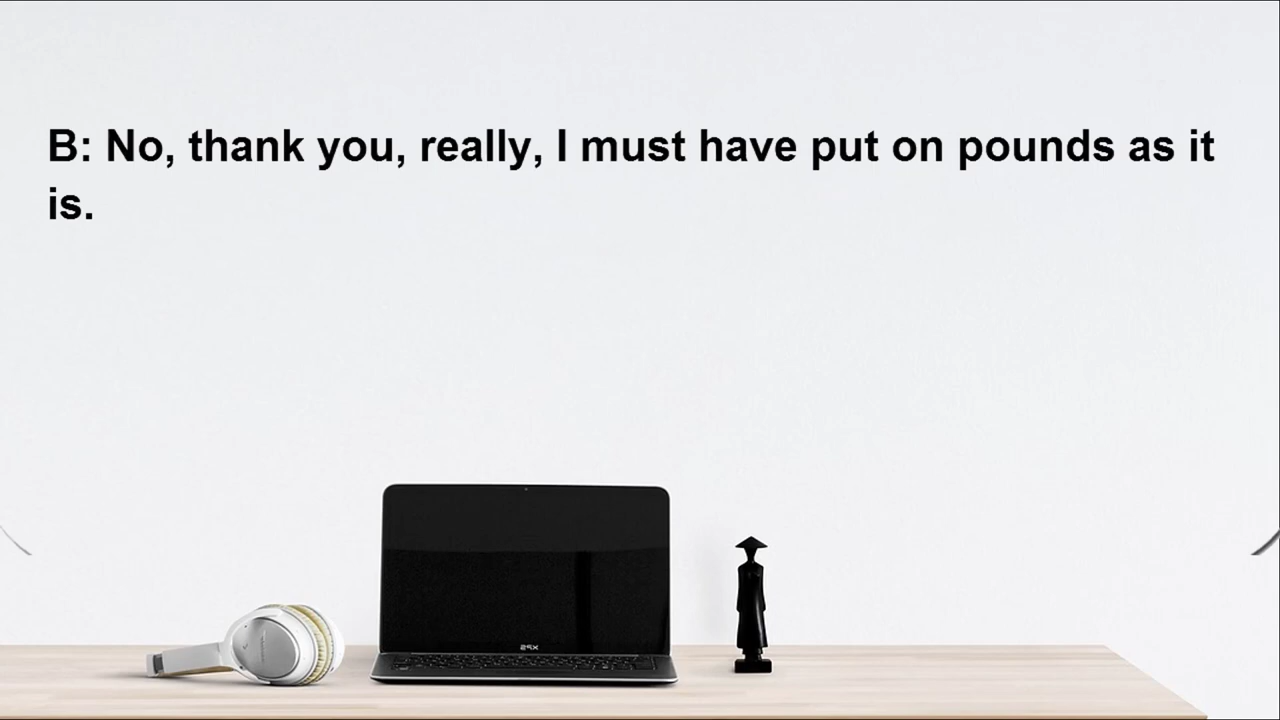 B: No, thank you, really, I must have put on pounds as it
is.